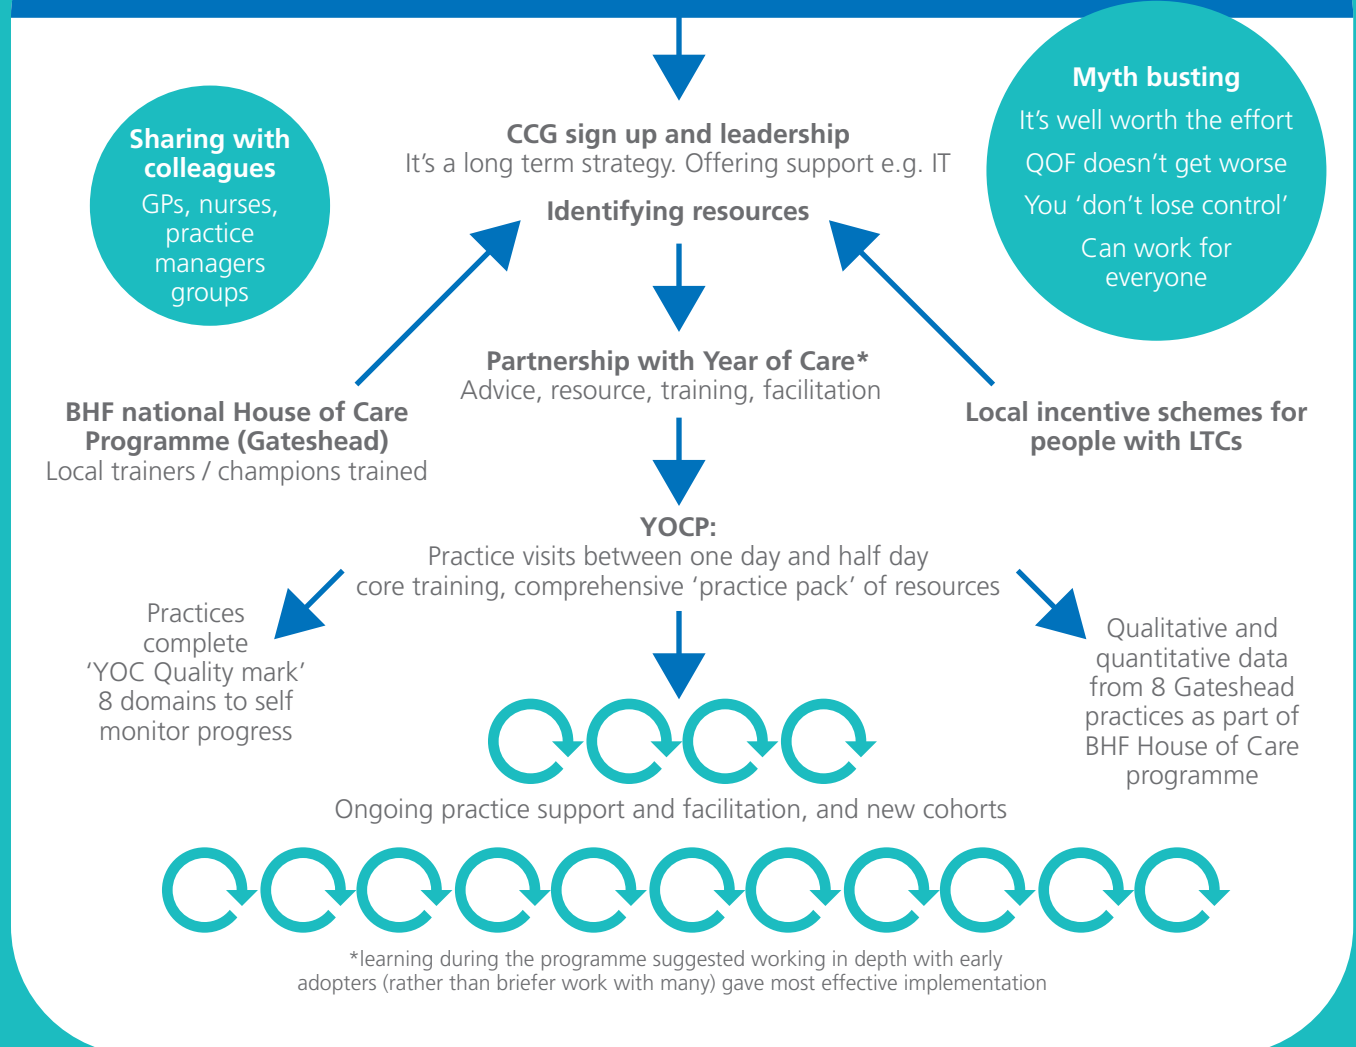 Sharing with
colleagues
GPs, nurses,
practice
managers
groups
CCG sign up and leadership
It's a long term strategy. Offering support e.g. IT
Identifying resources
Myth busting
It's well worth the effort
QOF doesn't get worse
You ‘don't lose control’
Can work for
everyone
Partnership with Year of Care*
Advice, resource, training, facilitation
BHF national House of Care
Programme (Gateshead)
Local trainers / champions trained
Local incentive schemes for
people with LTCs
YOCP:
Practice visits between one day and half day
core training, comprehensive ‘practice pack’ of resources
Practices
complete
‘YOC Quality mark’
8 domains to self
monitor progress
Qualitative and
quantitative data
from 8 Gateshead
practices as part of
BHF House of Care
programme
Ongoing practice support and facilitation, and new cohorts
*learning during the programme suggested working in depth with early
adopters (rather than briefer work with many) gave most effective implementation